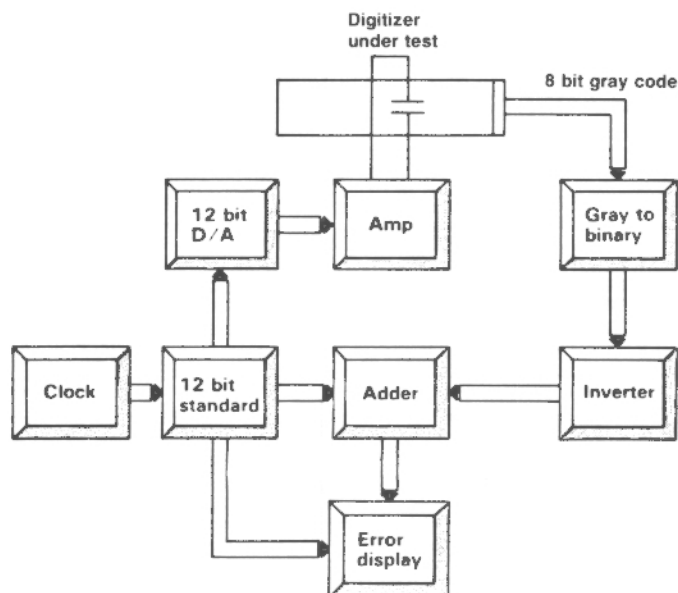 Digitizer
under test
8 bit gray code
12 bit
D/A
Amp
Gray to
binary
Clock
12 bit
standard
Adder
Inverter
Error
display